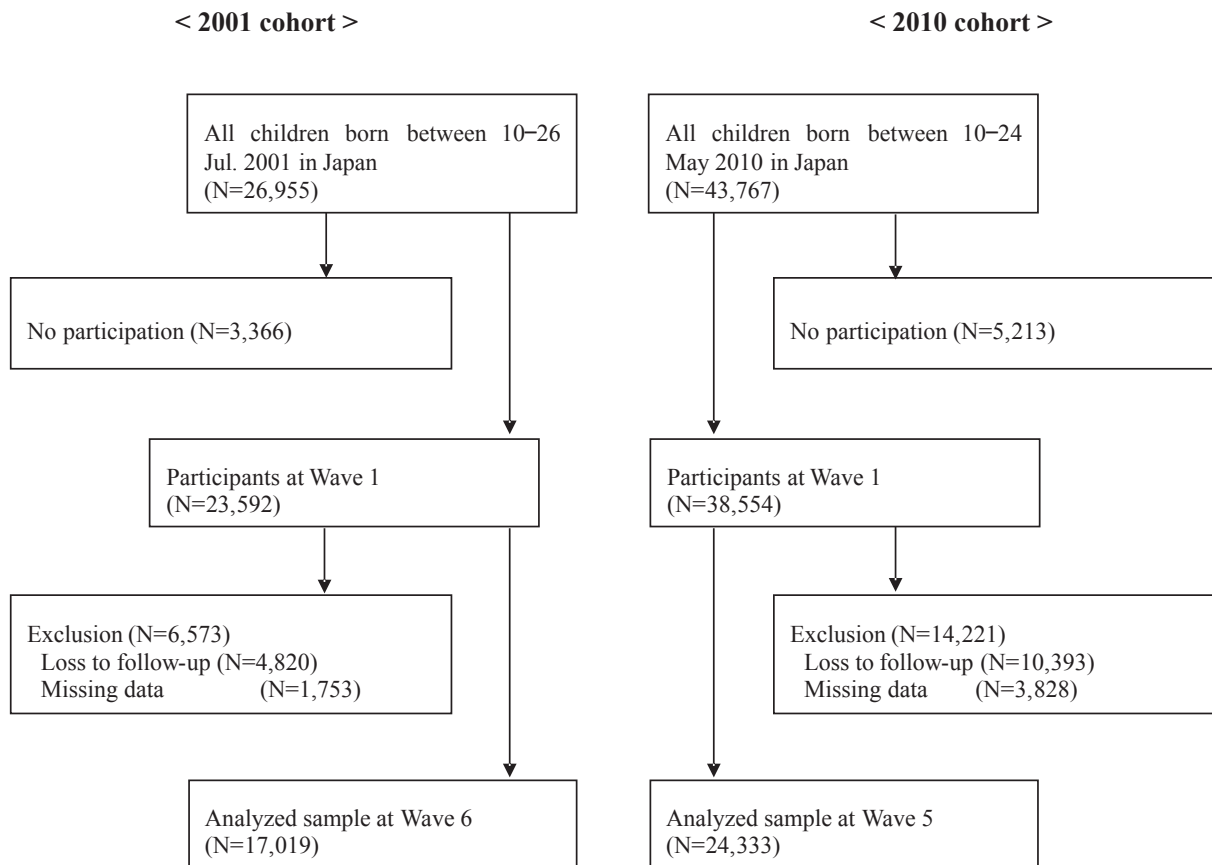 < 2001 cohort >
All children born between 10−26
Jul. 2001 in Japan
(N=26,955)
No participation (N=3,366)
Participants at Wave 1
(N=23,592)
Exclusion (N=6,573)
Loss to follow-up (N=4,820)
Missing data (N=1,753)
Analyzed sample at Wave 6
(N=17,019)
< 2010 cohort >
All children born between 10−24
May 2010 in Japan
(N=43,767)
No participation (N=5,213)
Participants at Wave 1
(N=38,554)
Exclusion (N=14,221)
Loss to follow-up (N=10,393)
Missing data (N=3,828)
Analyzed sample at Wave 5
(N=24,333)